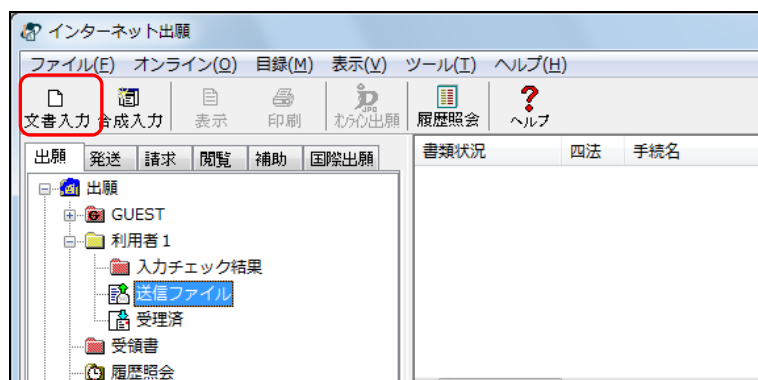 インターネット出願
ファイル(F) オンライン(O) 目録(M) 表示(V) ツール(T) ヘルプ(H)
文書入力 合成入力 表示 印刷 オンライン出願 履歴照会 ヘルプ
出願 発送 請求 閲覧 補助 国際出願
書類状況 四法 手続名
出願
GUEST
利用者1
入力チェック結果
送信ファイル
受理済
受領書
履歴照会